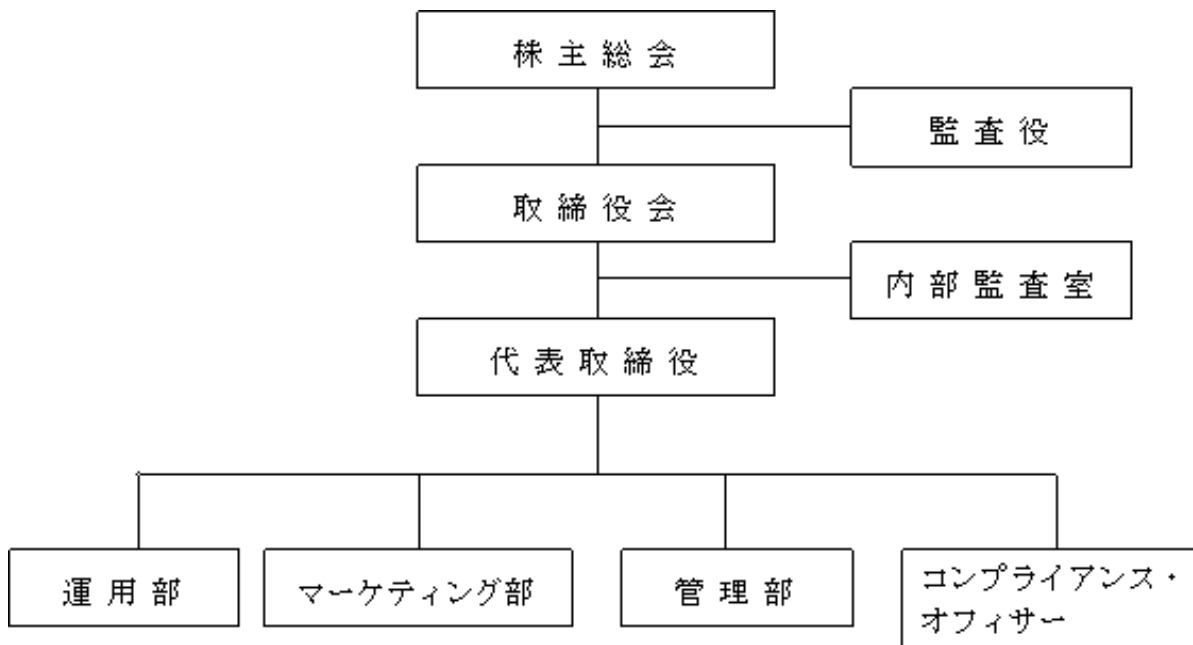 株主総会
監査役
取締役会
内部監査室
代表取締役
運用部
マーケティング部
管理部
コンプライアンス・
オフィサー